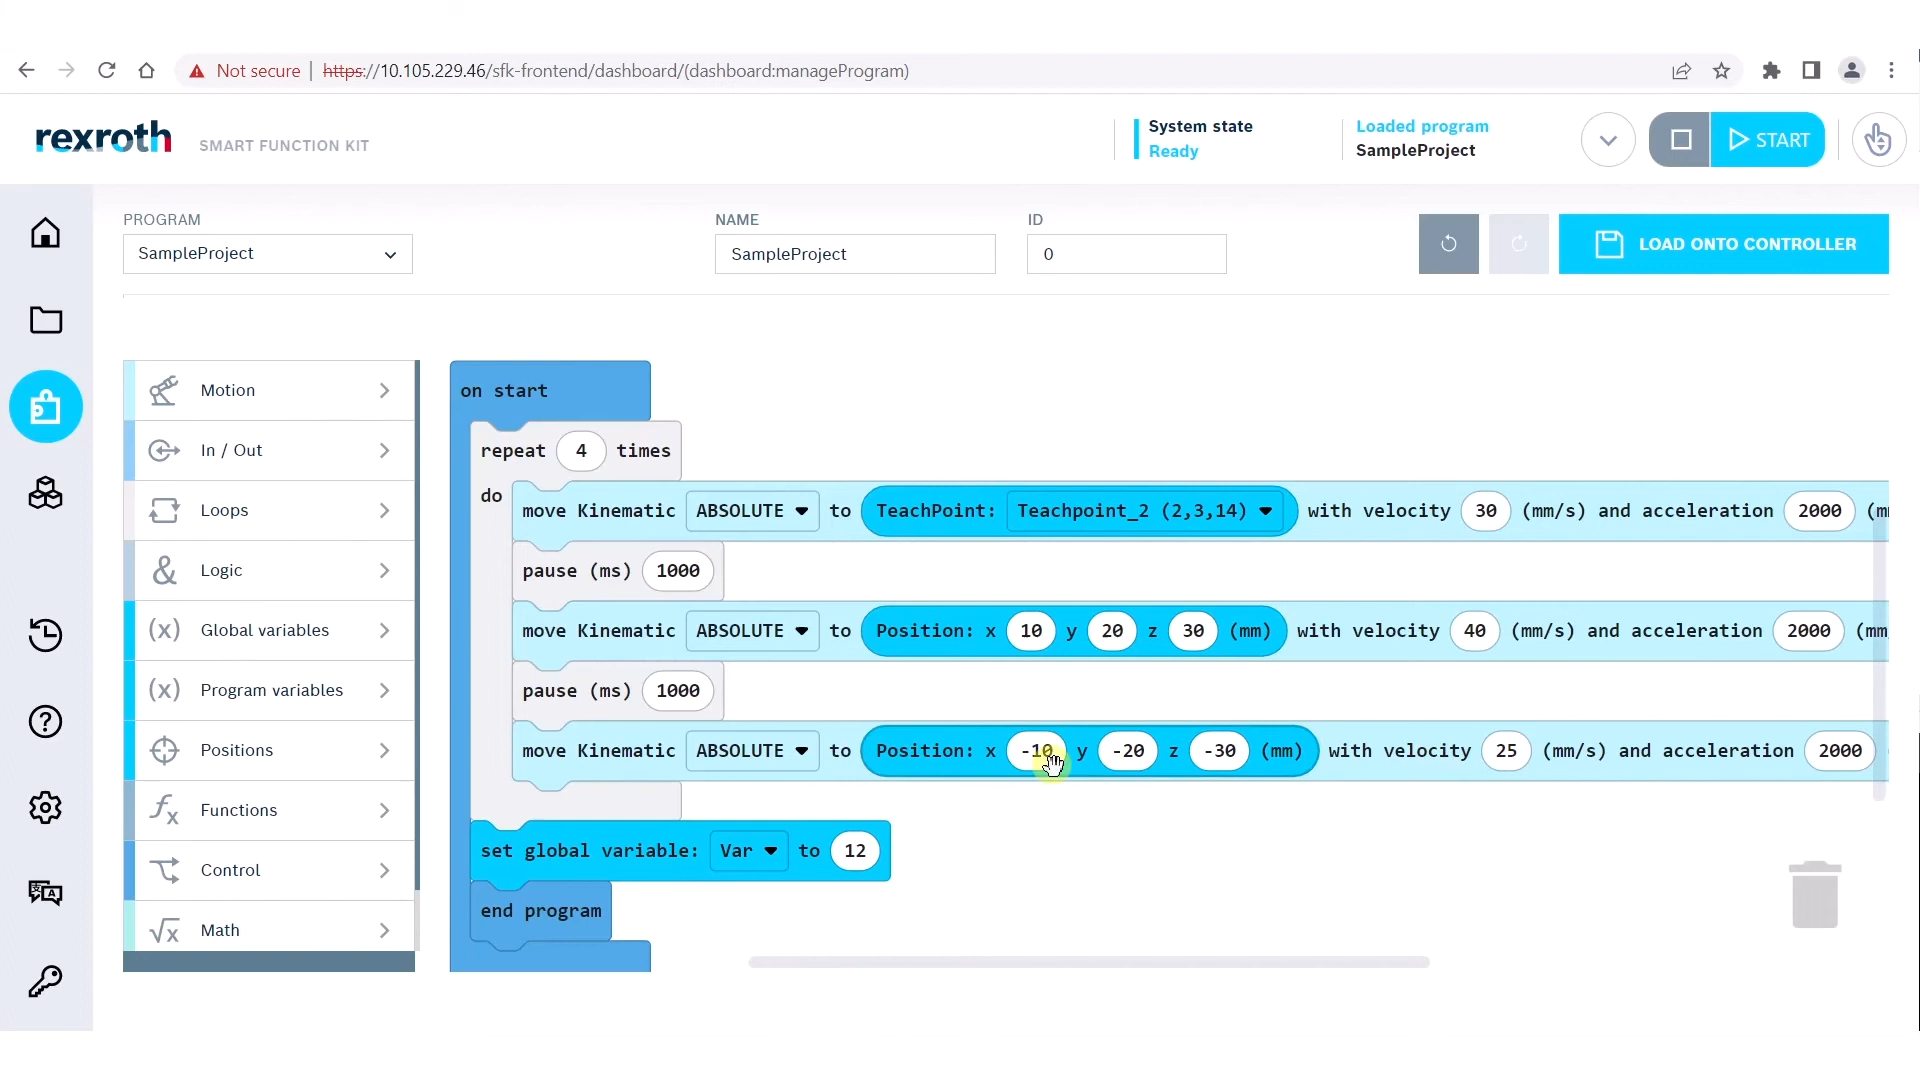 Not secure | https://10.105.229.46/sfk-frontend/dashboard/(dashboard:manageProgram)
rexroth SMART FUNCTION KIT
System state
Ready
Loaded program
SampleProject
START
PROGRAM
SampleProject
NAME
SampleProject
ID
0
LOAD ONTO CONTROLLER
Motion
In / Out
Loops
Logic
(x) Global variables
(x) Program variables
Positions
Functions
Control
Math
on start
repeat 4 times
do move Kinematic ABSOLUTE to TeachPoint: Teachpoint_2 (2,3,14) with velocity 30 (mm/s) and acceleration 2000
pause (ms) 1000
move Kinematic ABSOLUTE to Position: x 10 y 20 z 30 (mm) with velocity 40 (mm/s) and acceleration 2000 (mm
pause (ms) 1000
move Kinematic ABSOLUTE to Position: x -10 y -20 z -30 (mm) with velocity 25 (mm/s) and acceleration 2000
set global variable: Var to 12
end program